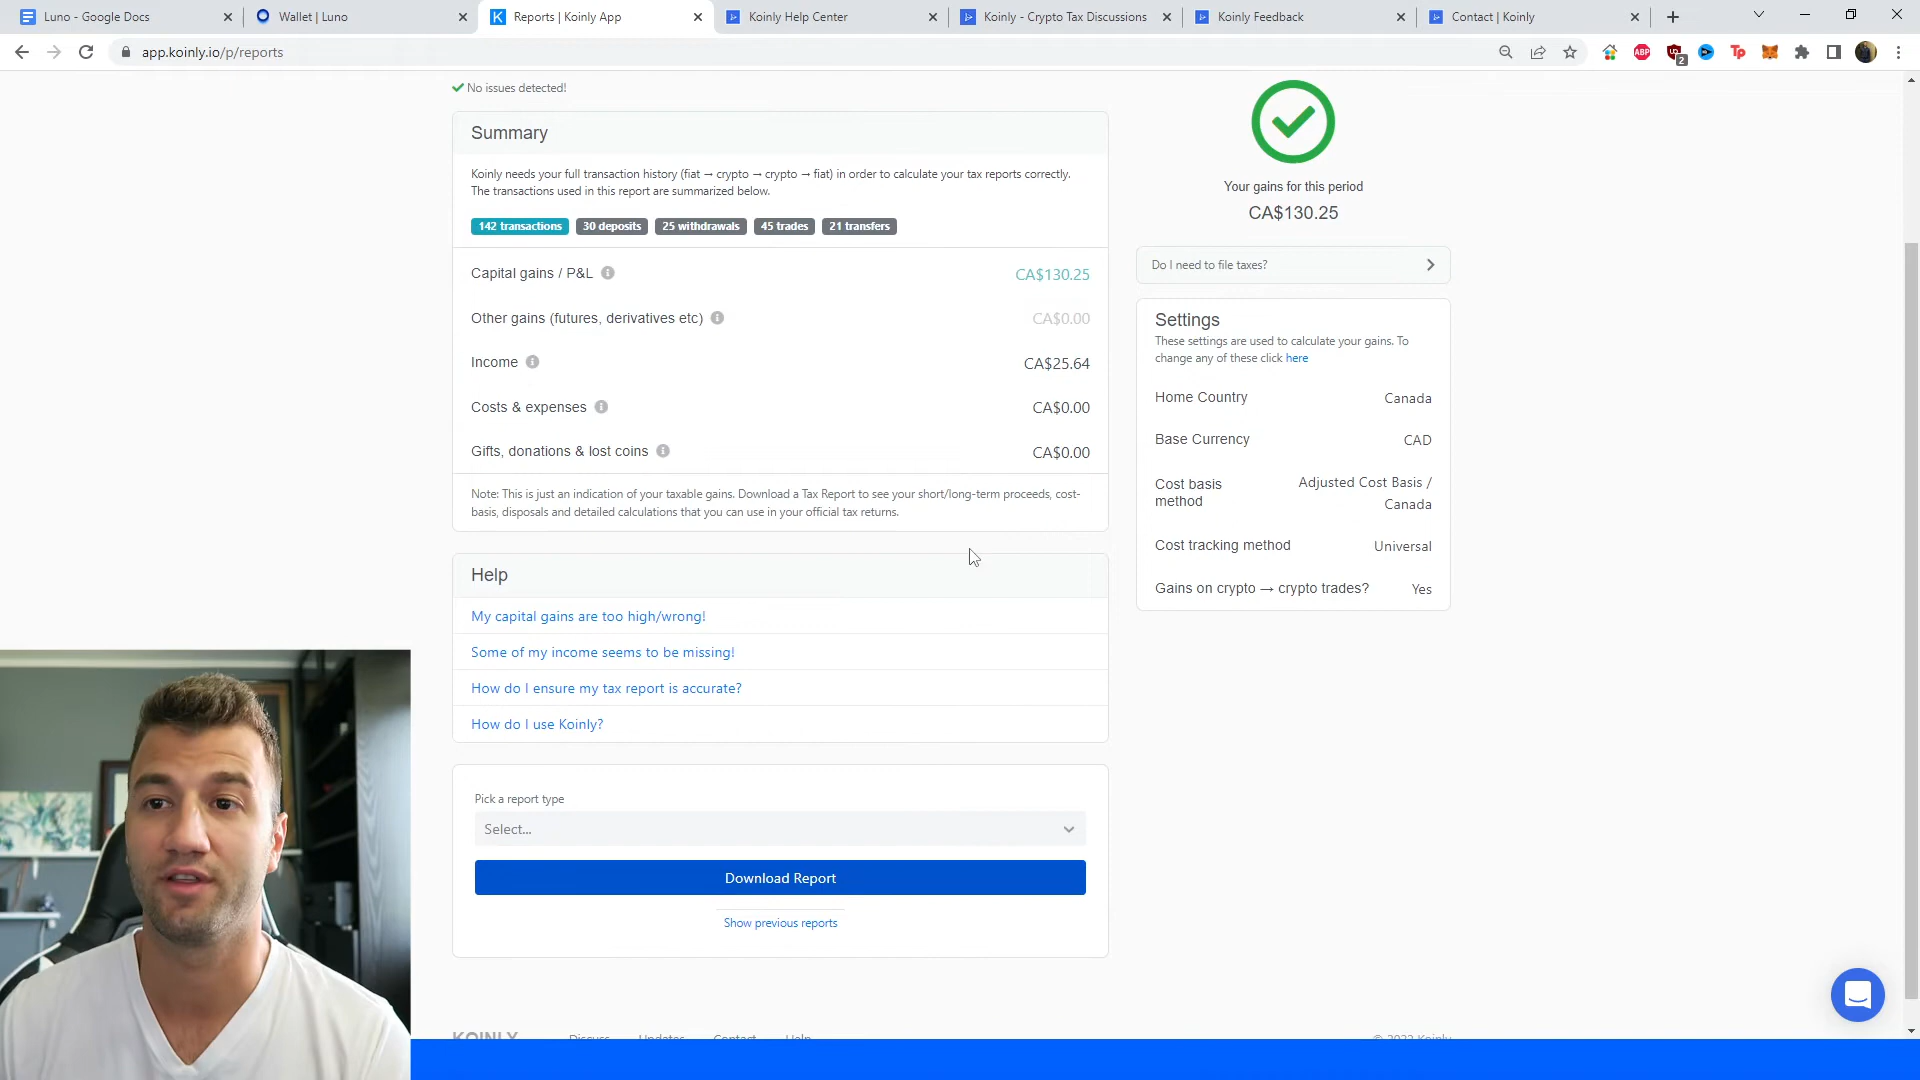 Luno - Google Docs
Wallet | Luno
Reports | Koinly App
Koinly Help Center
Koinly - Crypto Tax Discussions
Koinly Feedback
Contact | Koinly
app.koinly.io/p/reports
ABP
2
Tp
No issues detected!
Summary
Koinly needs your full transaction history (fiat → crypto → crypto → fiat) in order to calculate your tax reports correctly.
The transactions used in this report are summarized below.
142 transactions
30 deposits
25 withdrawals
45 trades
21 transfers
Capital gains / P&L
CA$130.25
Other gains (futures, derivatives etc)
CA$0.00
Income
CA$25.64
Costs & expenses
CA$0.00
Gifts, donations & lost coins
CA$0.00
Note: This is just an indication of your taxable gains. Download a Tax Report to see your short/long-term proceeds, cost-
basis, disposals and detailed calculations that you can use in your official tax returns.
Help
My capital gains are too high/wrong!
Some of my income seems to be missing!
How do I ensure my tax report is accurate?
How do I use Koinly?
Pick a report type
Select...
Download Report
Show previous reports
Your gains for this period
CA$130.25
Do I need to file taxes?
Settings
These settings are used to calculate your gains. To
change any of these click here
Home Country
Canada
Base Currency
CAD
Cost basis
method
Adjusted Cost Basis /
Canada
Cost tracking method
Universal
Gains on crypto → crypto trades?
Yes
KOINLY
Discuss
Updates
Contact
Help
© 2022 Koinly